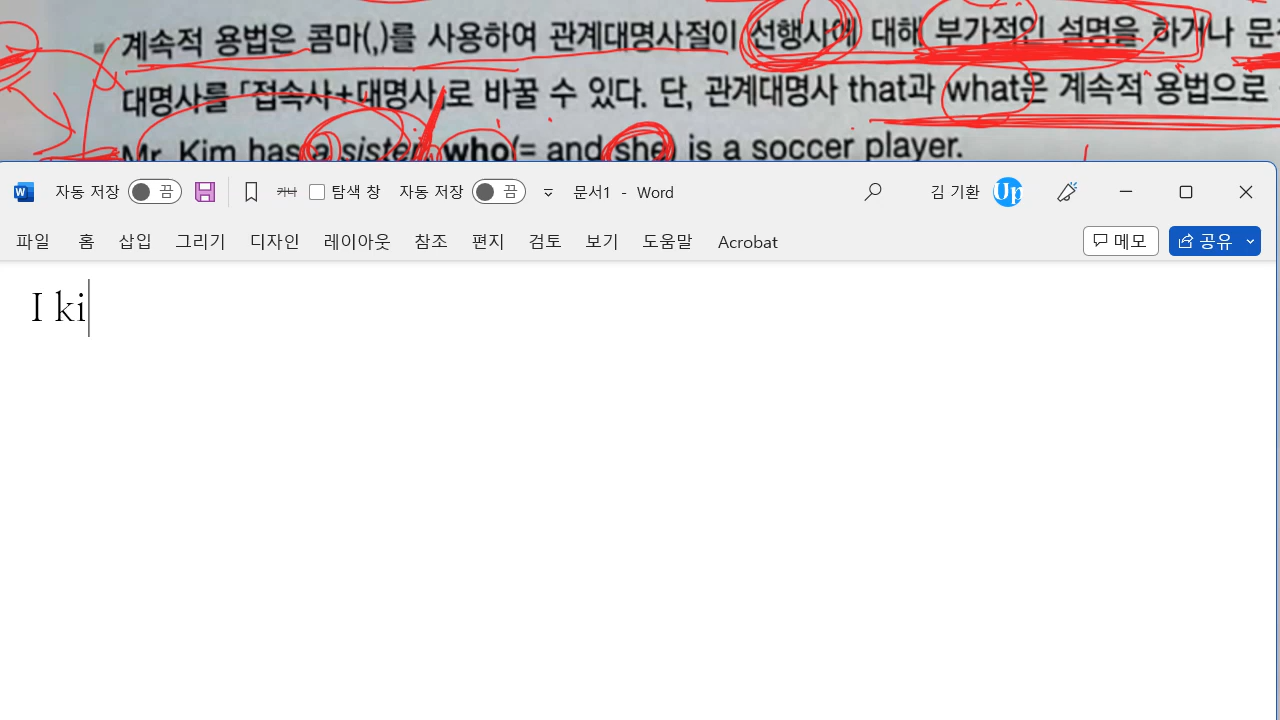 계속적 용법은 콤마(,)를 사용하여 관계대명사절이 선행사에 대해 부가적인 설명을 하거나 문
대명사를 「접속사+대명사」로 바꿀 수 있다. 단, 관계대명사 that과 what은 계속적 용법으로
Mr. Kim has a sister, who(= and she) is a soccer player.
자동 저장 끔 커나 탐색 창 자동 저장 끔 문서1 - Word 김 기환 Up
파일 홈 삽입 그리기 디자인 레이아웃 참조 편지 검토 보기 도움말 Acrobat 메모 공유
I ki